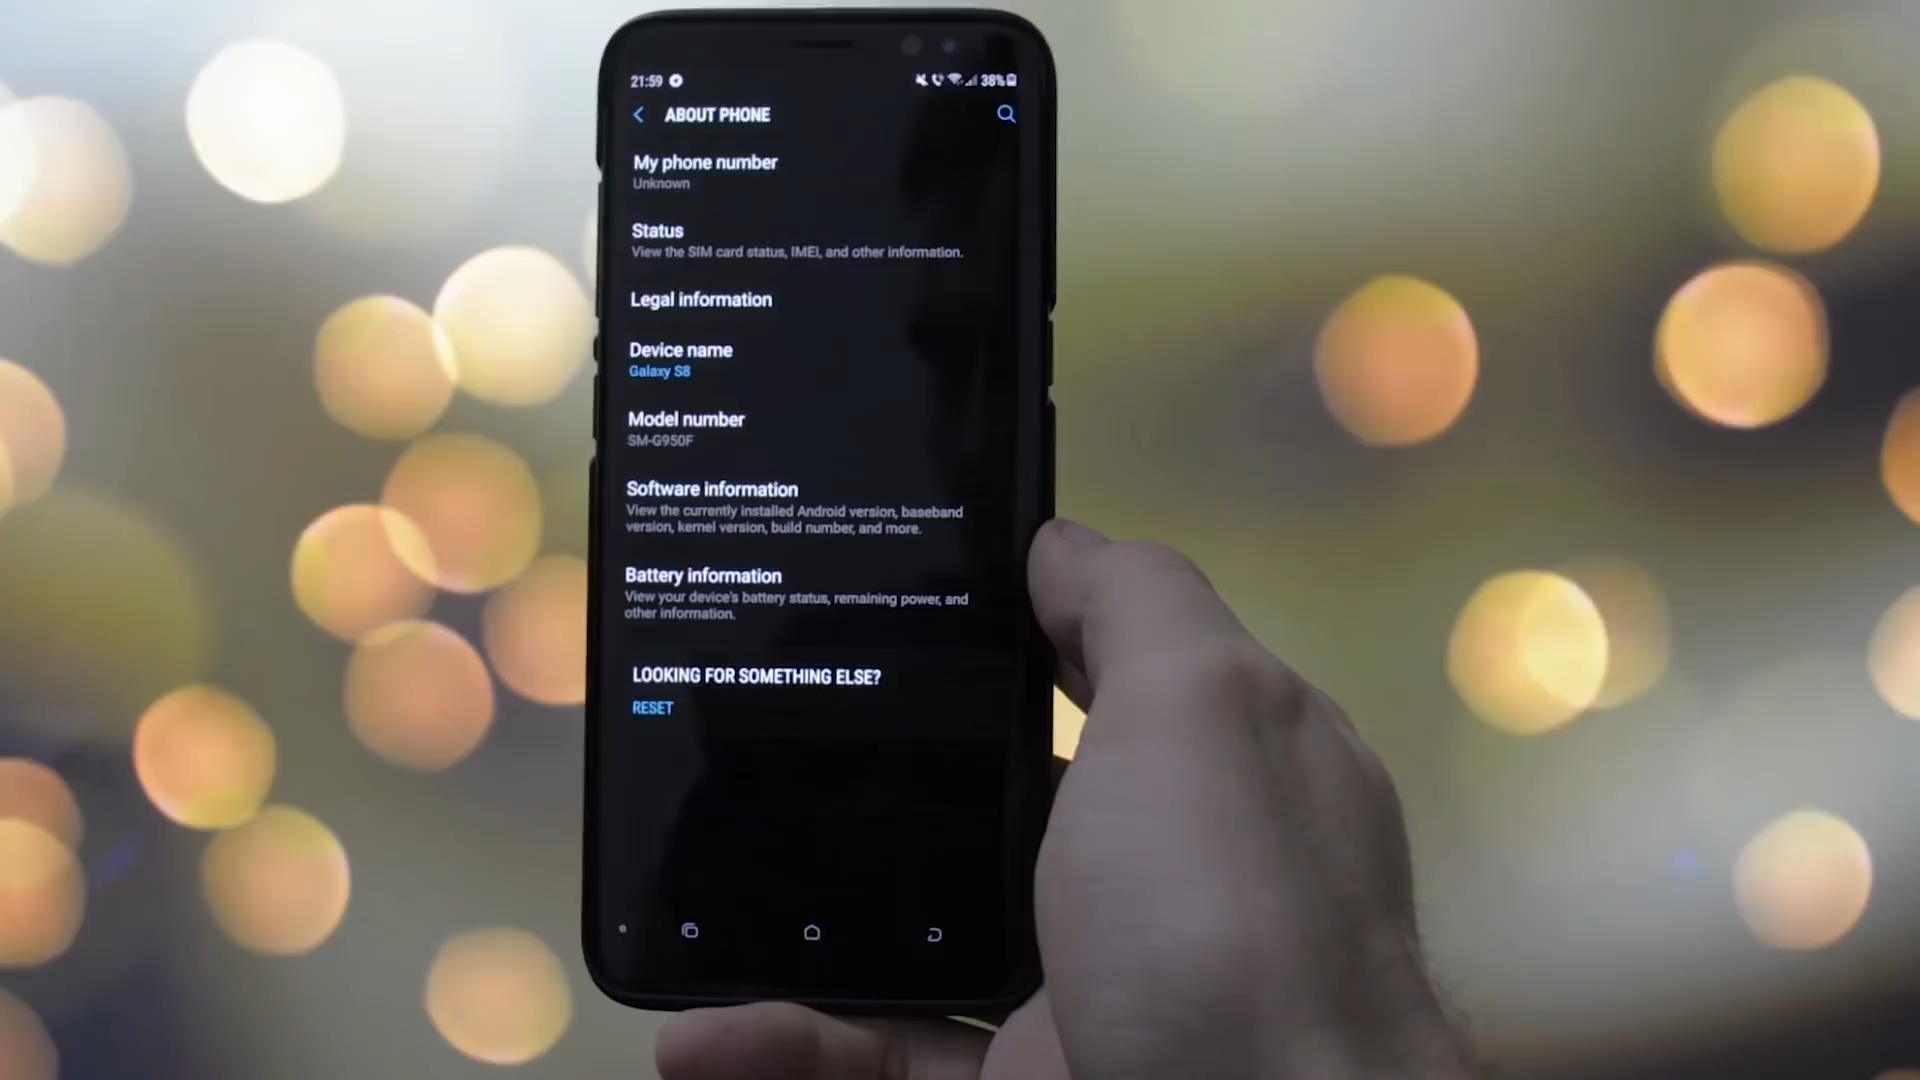 21:59 38%
ABOUT PHONE
My phone number
Unknown
Status
View the SIM card status, IMEI, and other information.
Legal information
Device name
Galaxy S8
Model number
SM-G950F
Software information
View the currently installed Android version, baseband
version, kernel version, build number, and more.
Battery information
View your device's battery status, remaining power, and
other information.
LOOKING FOR SOMETHING ELSE?
RESET